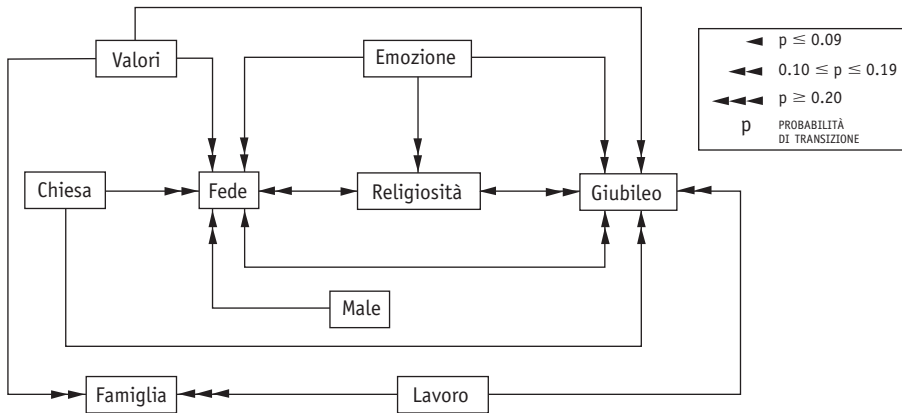 Valori
Emozione
p ≤ 0.09
0.10 ≤ p ≤ 0.19
p ≥ 0.20
p PROBABILITÀ
DI TRANSIZIONE
Chiesa
Fede
Religiosità
Giubileo
Male
Famiglia
Lavoro